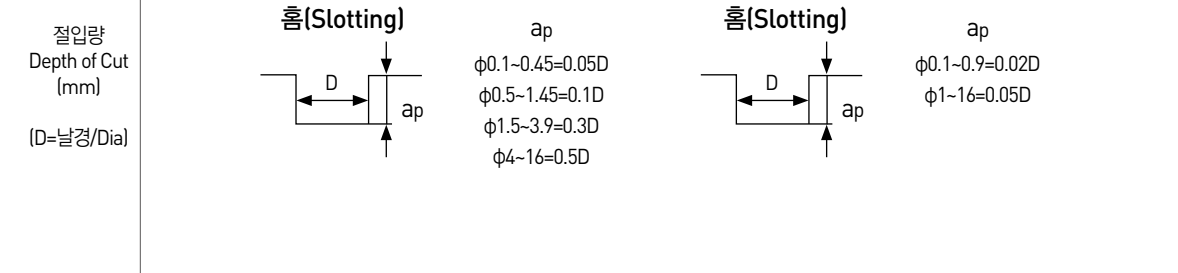 절입량
Depth of Cut
(mm)
(D=날경/Dia)
홈(Slotting)
D
ap
ap
ϕ0.1~0.45=0.05D
ϕ0.5~1.45=0.1D
ϕ1.5~3.9=0.3D
ϕ4~16=0.5D
홈(Slotting)
D
ap
ap
ϕ0.1~0.9=0.02D
ϕ1~16=0.05D